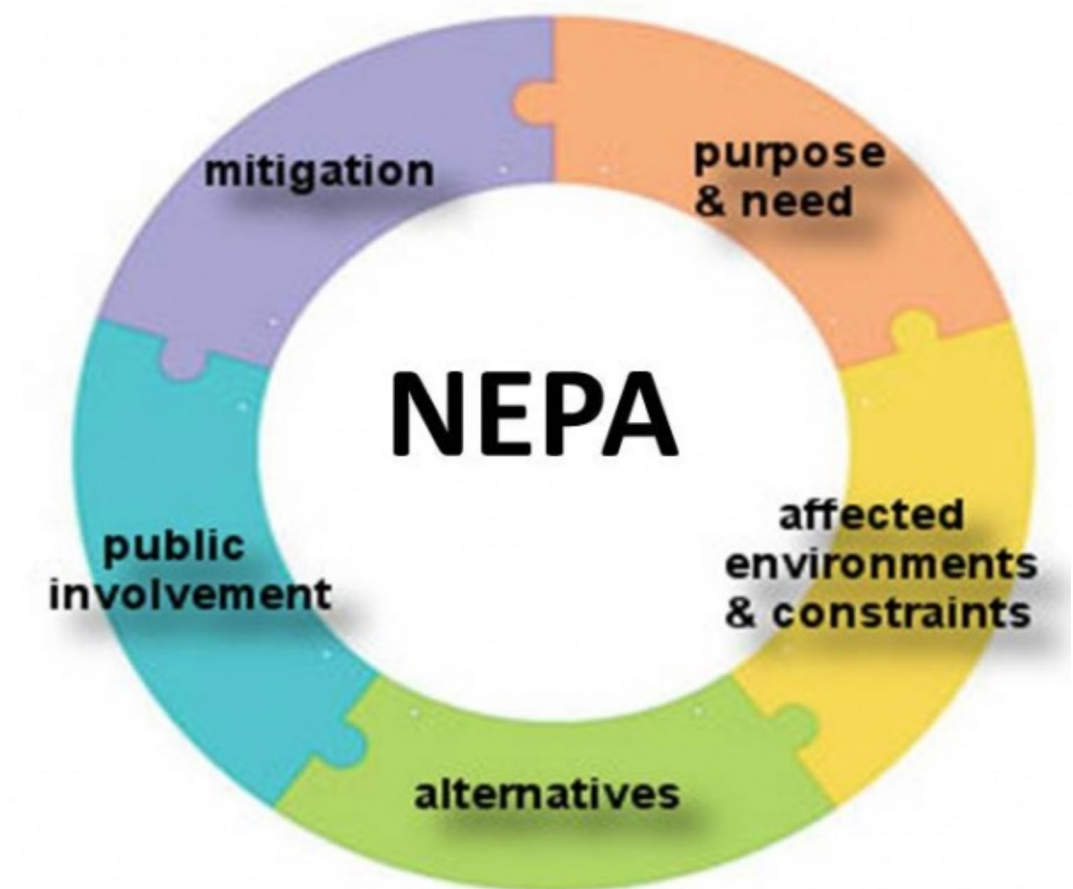 mitigation
purpose
& need
NEPA
affected
environments
& constraints
public
involvement
alternatives